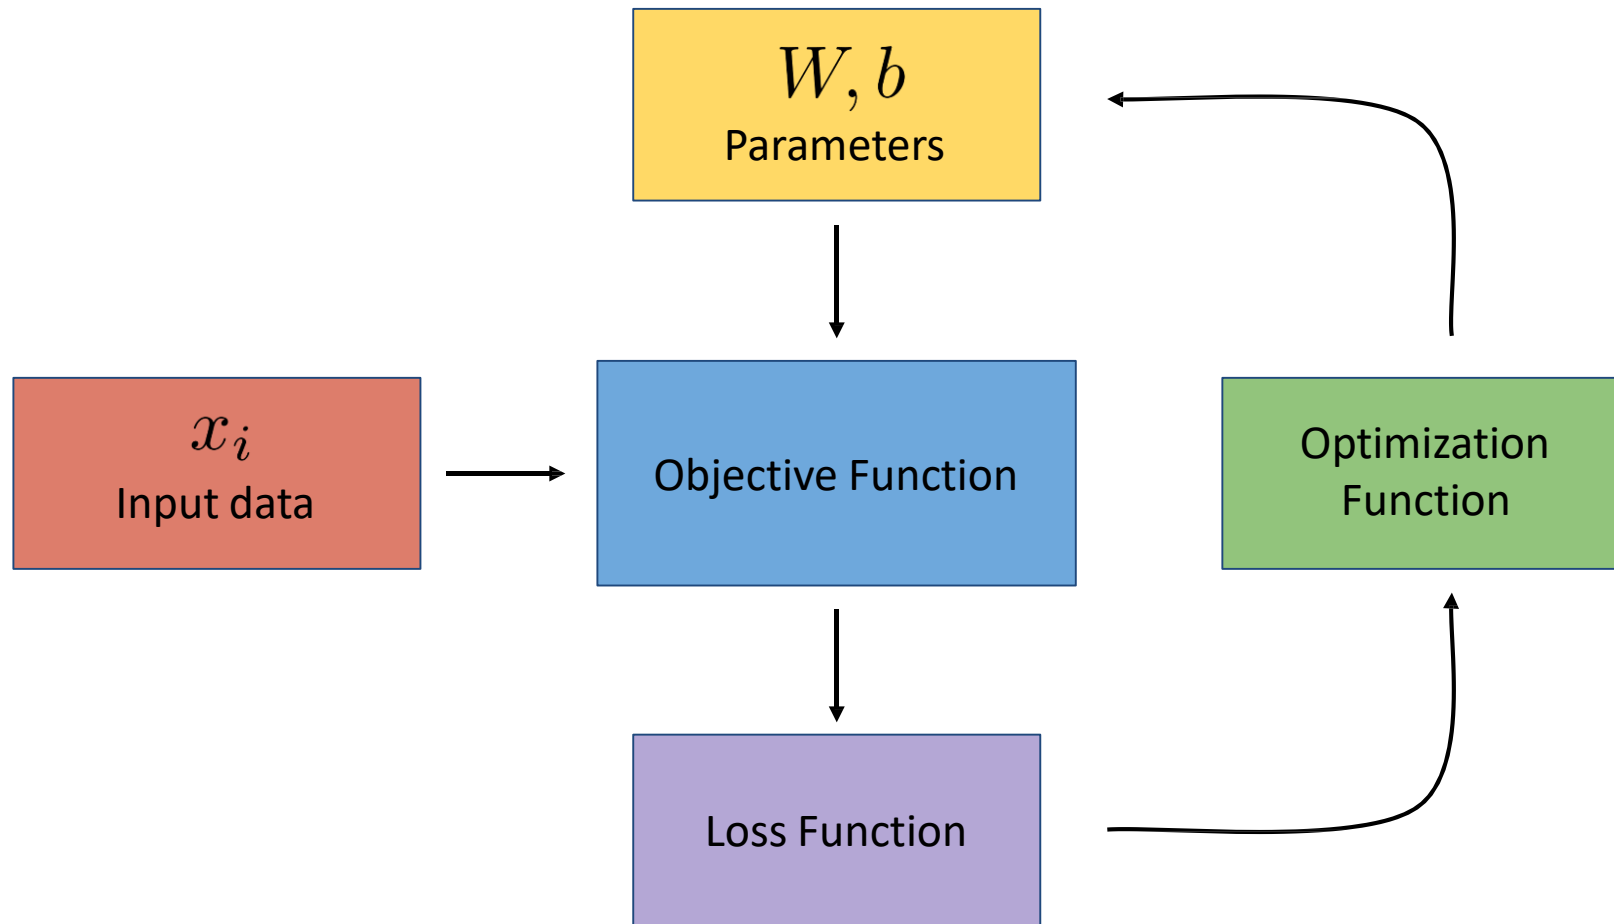 W, b
Parameters
x_i
Input data
Objective Function
Optimization
Function
Loss Function